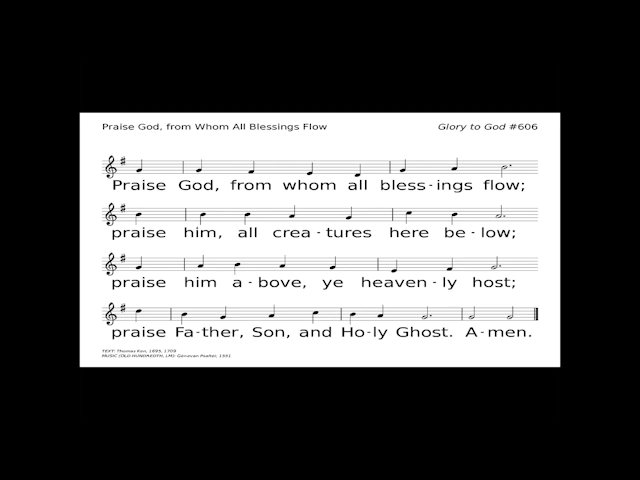 Praise God, from Whom All Blessings Flow
Glory to God #606
Praise God, from whom all bless-ings flow;
praise him, all crea-tures here be-low;
praise him a-bove, ye heaven-ly host;
praise Fa-ther, Son, and Ho-ly Ghost. A-men.
TEXT: Thomas Ken, 1695, 1709
MUSIC (OLD HUNDREDTH, LM): Genevan Psalter, 1551